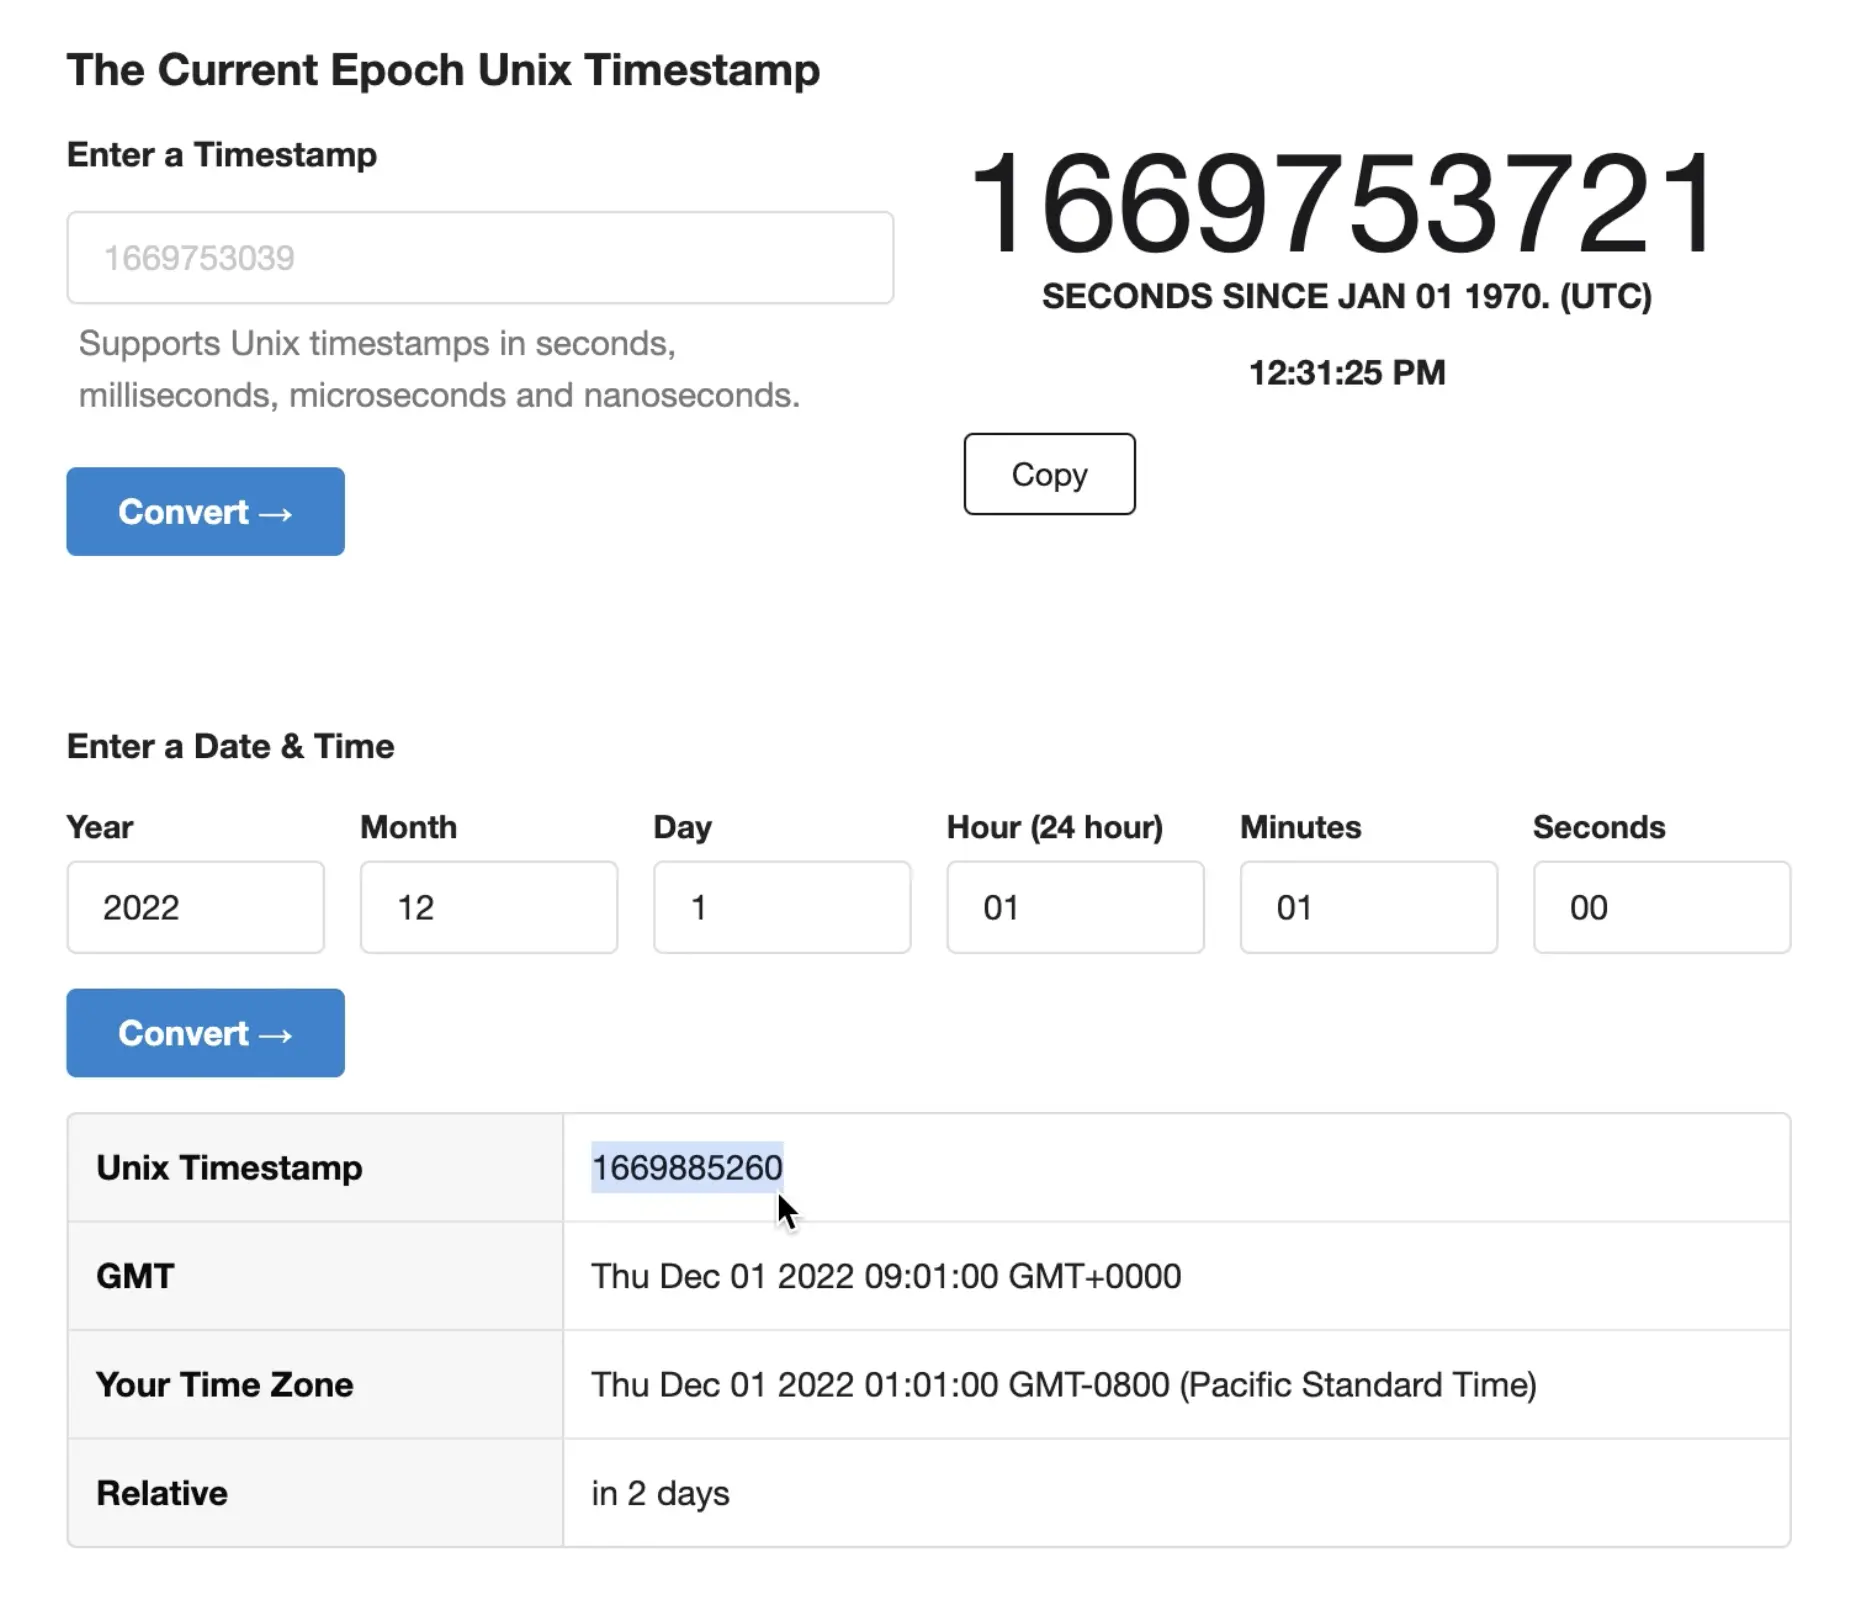 The Current Epoch Unix Timestamp
Enter a Timestamp
1669753039
Supports Unix timestamps in seconds,
milliseconds, microseconds and nanoseconds.
Convert →
1669753721
SECONDS SINCE JAN 01 1970. (UTC)
12:31:25 PM
Copy
Enter a Date & Time
Year Month Day Hour (24 hour) Minutes Seconds
2022 12 1 01 01 00
Convert →
Unix Timestamp 1669885260
GMT Thu Dec 01 2022 09:01:00 GMT+0000
Your Time Zone Thu Dec 01 2022 01:01:00 GMT-0800 (Pacific Standard Time)
Relative in 2 days